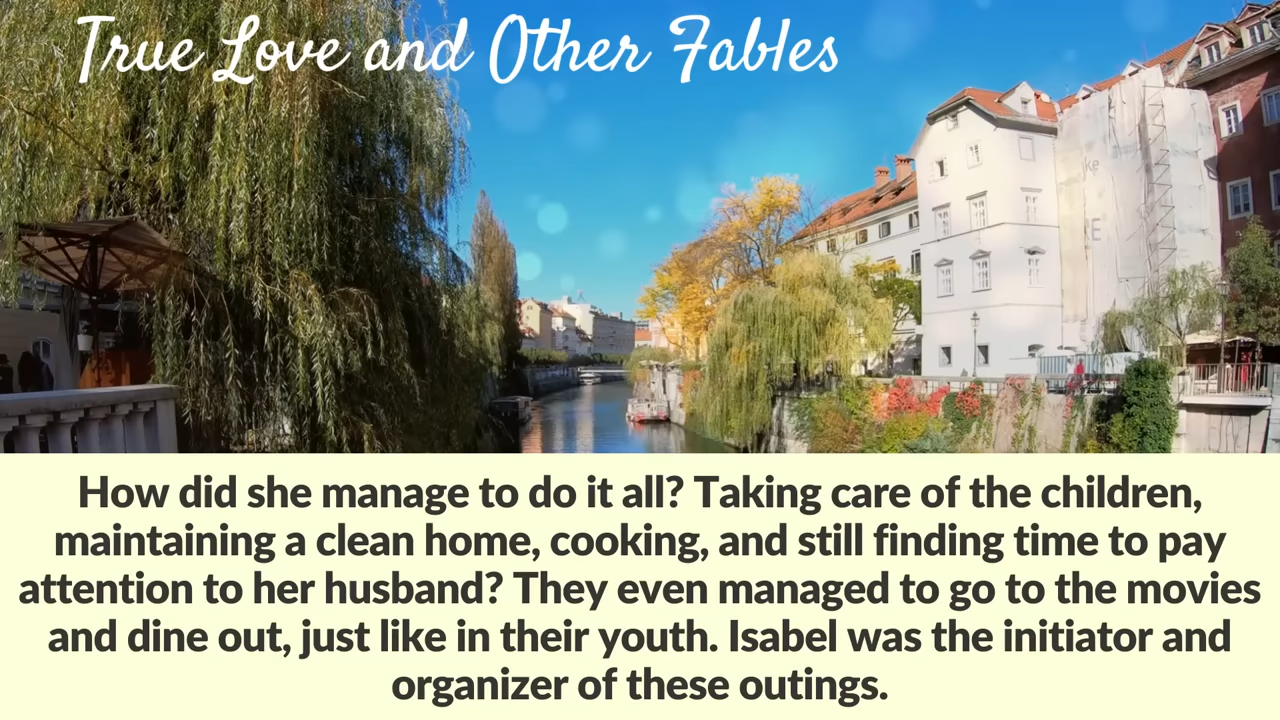 True Love and Other Fables
ke
E
How did she manage to do it all? Taking care of the children,
maintaining a clean home, cooking, and still finding time to pay
attention to her husband? They even managed to go to the movies
and dine out, just like in their youth. Isabel was the initiator and
organizer of these outings.